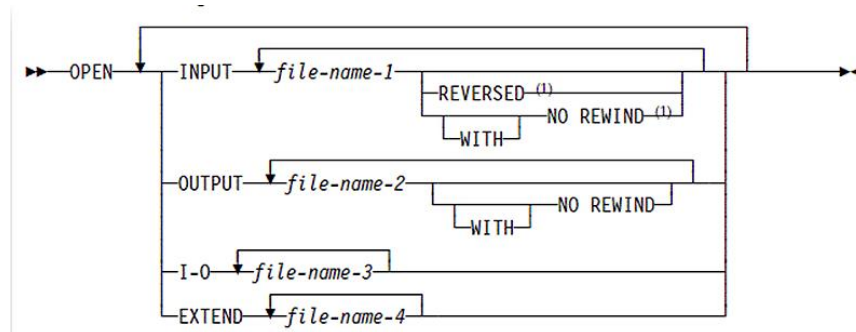 OPEN INPUT file-name-1
REVERSED (1)
NO REWIND (1)
WITH
OUTPUT file-name-2
NO REWIND
WITH
I-O file-name-3
EXTEND file-name-4